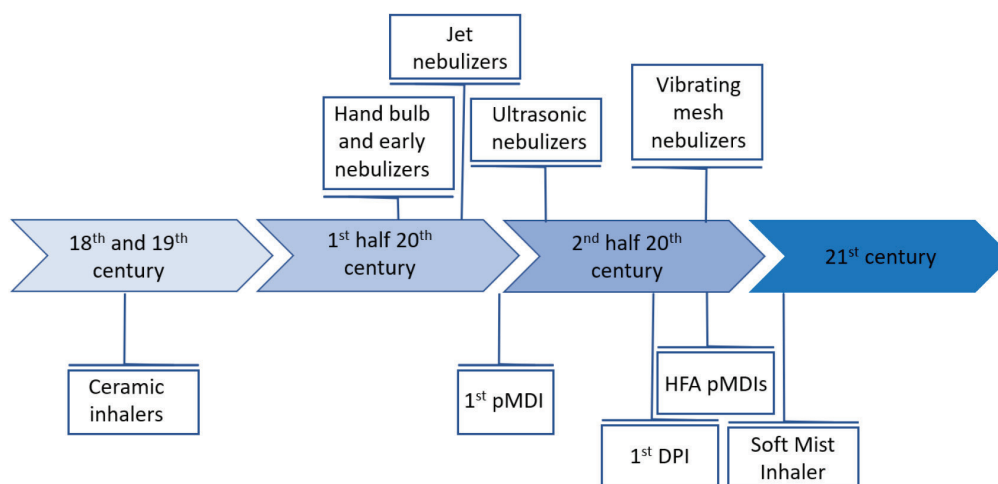 Jet
nebulizers
Hand bulb
and early
nebulizers
Ultrasonic
nebulizers
Vibrating
mesh
nebulizers
18th and 19th
century
1st half 20th
century
2nd half 20th
century
21st century
Ceramic
inhalers
1st pMDI
HFA pMDIs
1st DPI
Soft Mist
Inhaler